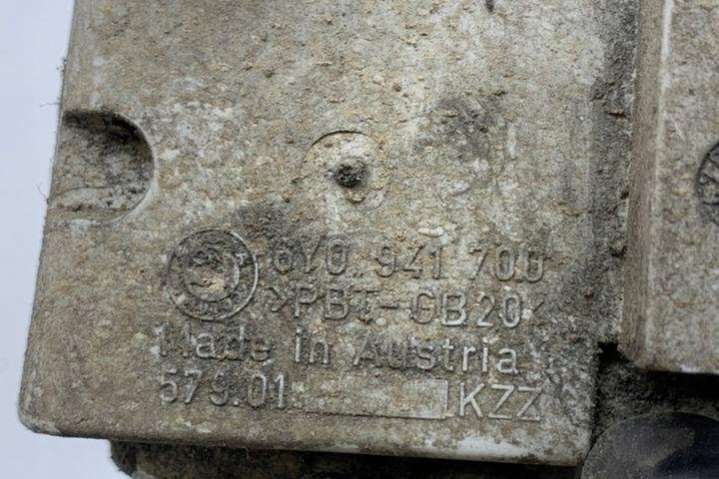 6Y0 941 700
>PBT-GB20<
Made in Austria
579.01 KZZ